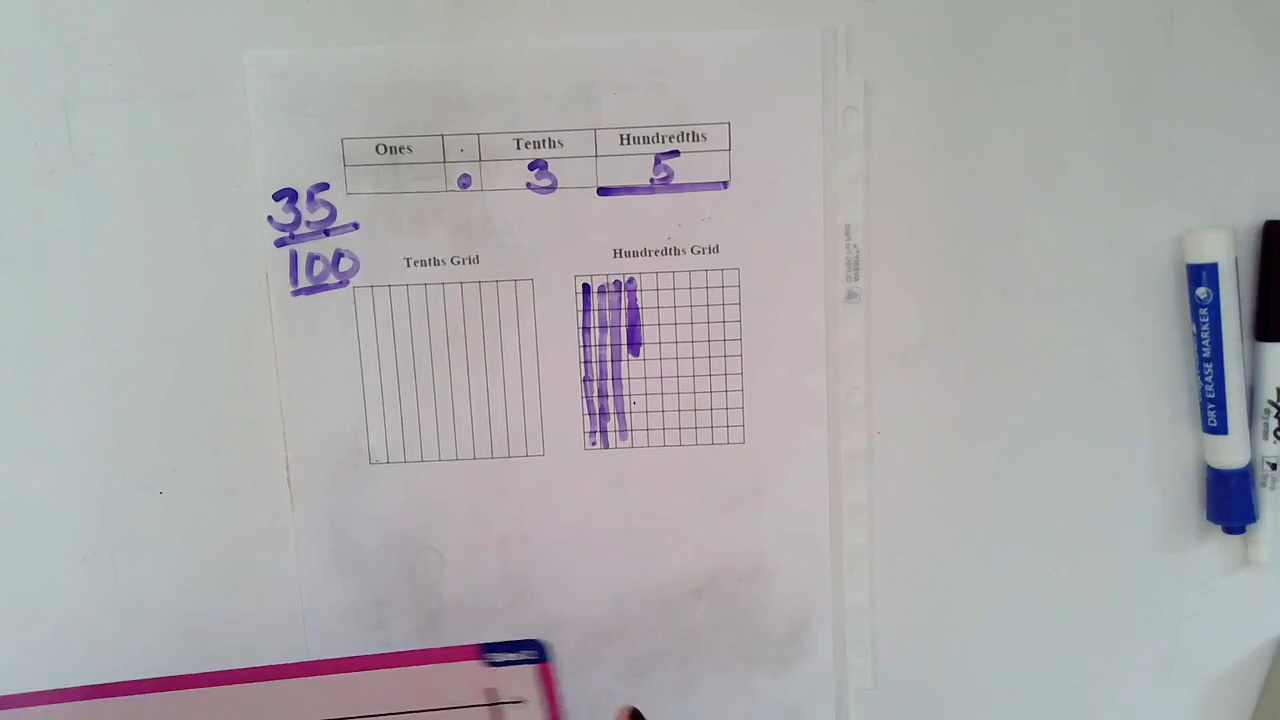 Ones . Tenths Hundredths
. 3 5
35
100
Tenths Grid
Hundredths Grid
DRY ERASE MARKER